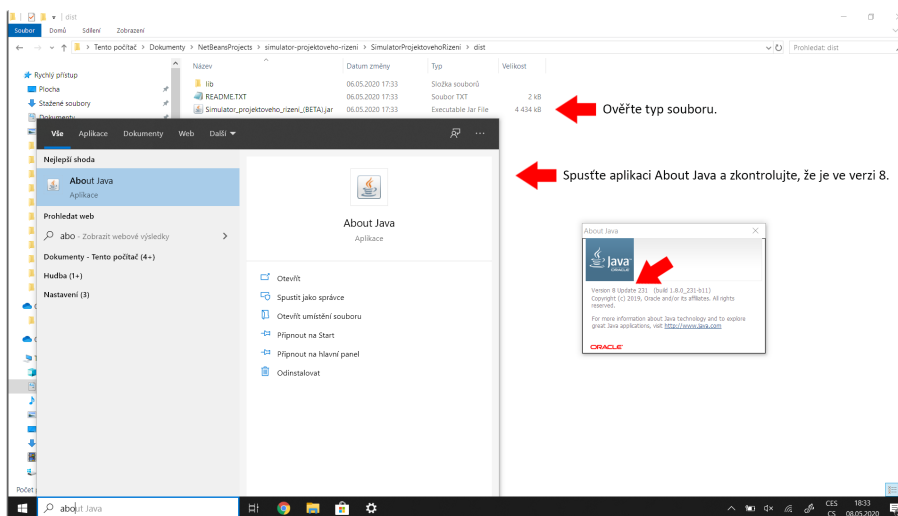 dist
Soubor Domů Sdílení Zobrazení
Tento počítač > Dokumenty > NetBeansProjects > simulator-projektoveho-rizeni > SimulatorProjektovehoRizeni > dist
Prohledat: dist
Název Datum změny Typ Velikost
Rychlý přístup
Plocha
Stažené soubory
Dokumenty
lib 06.05.2020 17:33 Složka souborů
README.TXT 06.05.2020 17:33 Soubor TXT 2 kB
Simulator_projektoveho_rizeni_(BETA).jar 06.05.2020 17:33 Executable Jar File 4 434 kB
Ověřte typ souboru.
Vše Aplikace Dokumenty Web Další
Nejlepší shoda
About Java
Aplikace
Prohledat web
abo - Zobrazit webové výsledky
Dokumenty - Tento počítač (4+)
Hudba (1+)
Nastavení (3)
About Java
Aplikace
Otevřít
Spustit jako správce
Otevřít umístění
souboru
Připnout na Start
Připnout na hlavní panel
Odinstalovat
Spusťte aplikaci About Java a zkontrolujte, že je ve verzi 8.
About Java
Java
ORACLE
Version 8 Update 231 (build 1.8.0_231-b11)
Copyright (c) 2019, Oracle and/or its affiliates. All rights
reserved.
For more information about Java technology and to explore
great Java applications, visit http://www.java.com
ORACLE
Počet
about Java
CES 18:33
CS 08.05.2020